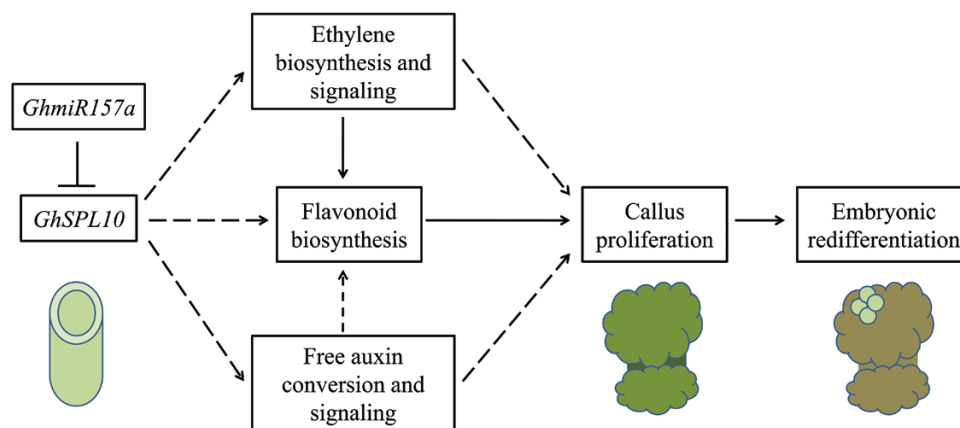 Ethylene
biosynthesis and
signaling
GhmiR157a
GhSPL10
Flavonoid
biosynthesis
Callus
proliferation
Embryonic
redifferentiation
Free auxin
conversion and
signaling